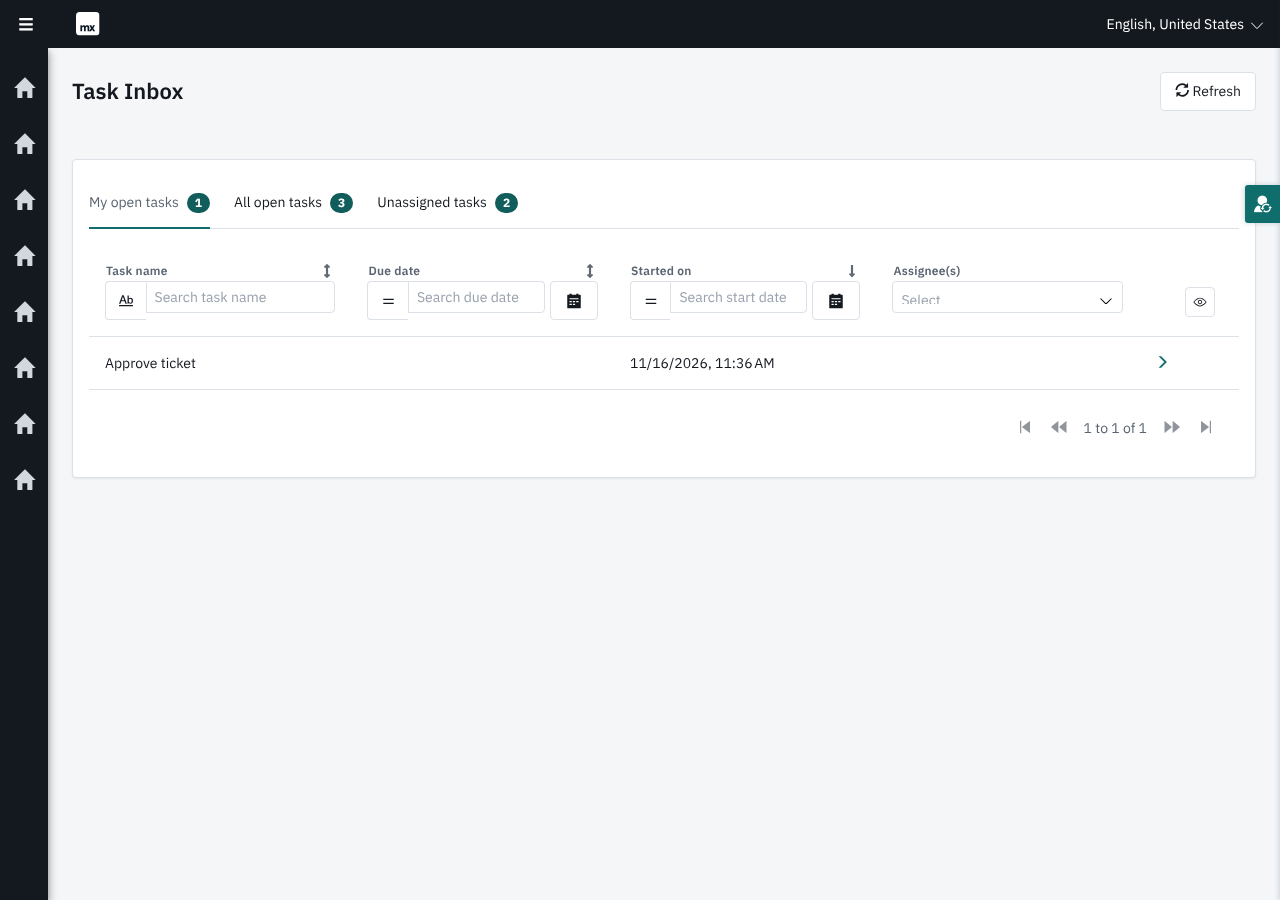 mx English, United States
Task Inbox Refresh
My open tasks 1 All open tasks 3 Unassigned tasks 2
Task name Due date Started on Assignee(s)
Ab Search task name = Search due date = Search start date Select
Approve ticket 11/16/2026, 11:36 AM
1 to 1 of 1